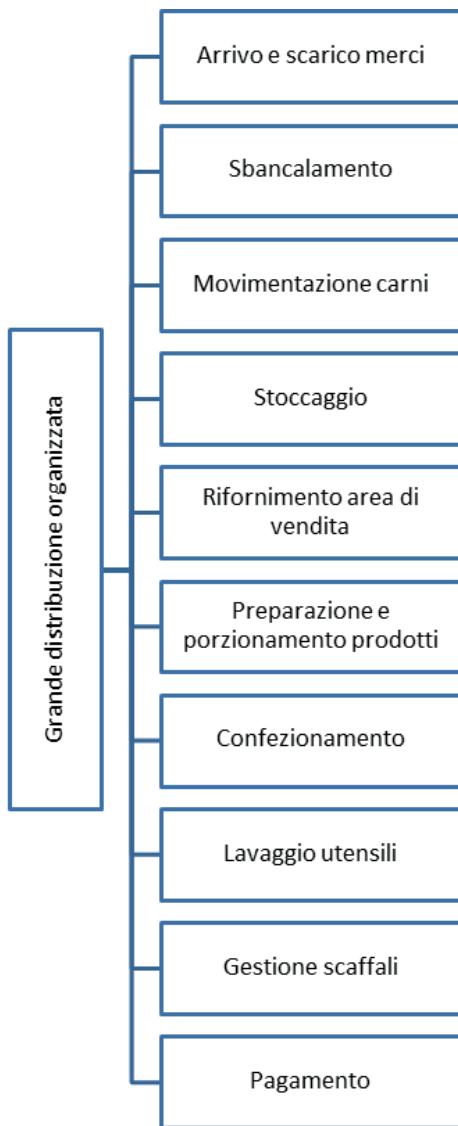 Grande distribuzione organizzata
Arrivo e scarico merci
Sbancalamento
Movimentazione carni
Stoccaggio
Rifornimento area di
vendita
Preparazione e
porzionamento prodotti
Confezionamento
Lavaggio utensili
Gestione scaffali
Pagamento